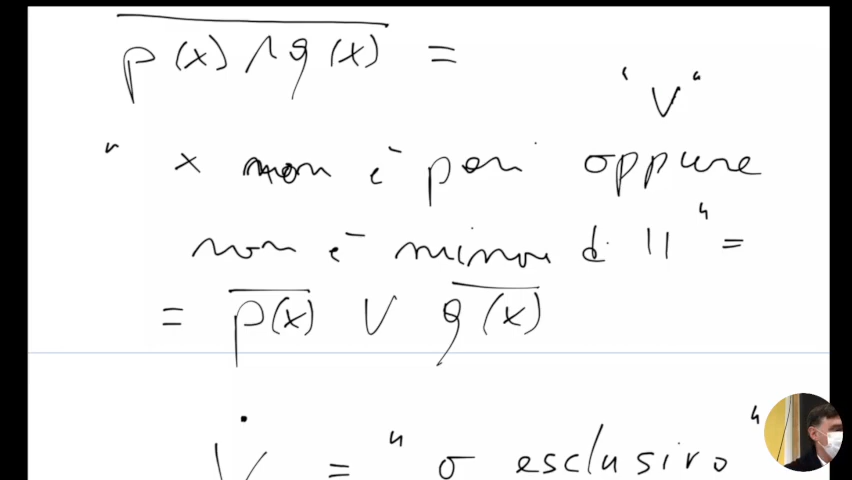 p̅(̅x̅)̅ ̅∧̅ ̅q̅(̅x̅)̅ =
"V"
" x non è pari oppure
non è minore di 11 " =
= p̅(̅x̅)̅ V q̅(̅x̅)̅
V̇ = " o esclusivo "